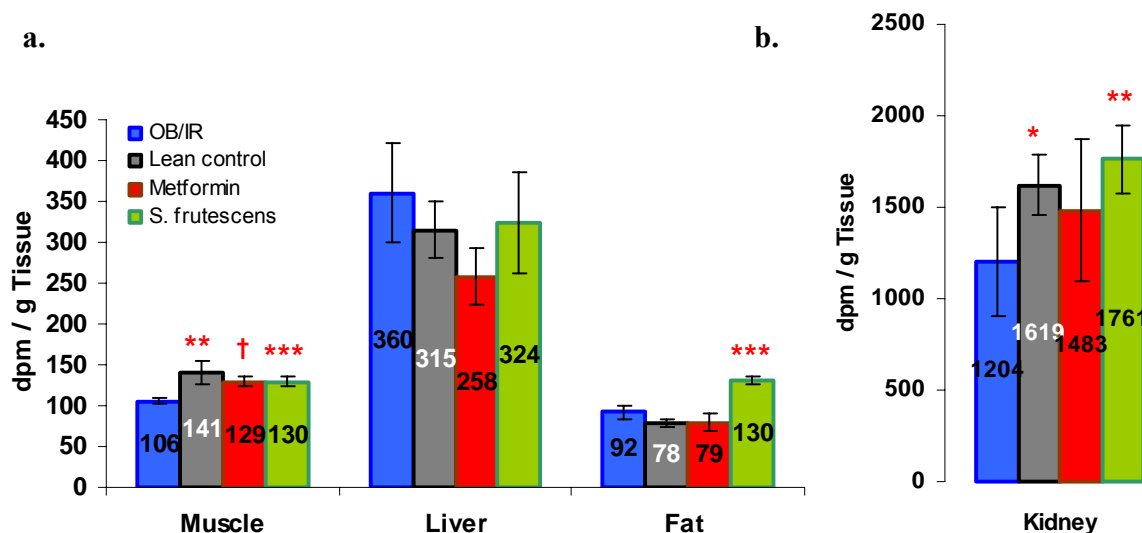 a.
dpm / g Tissue
450
400
350
300
250
200
150
100
50
0
OB/IR
Lean control
Metformin
S. frutescens
** † ***
***
106 141 129 130
360 315 258 324
92 78 79 130
Muscle Liver Fat
b.
dpm / g Tissue
2500
2000
1500
1000
500
0
* **
1204 1619 1483 1761
Kidney